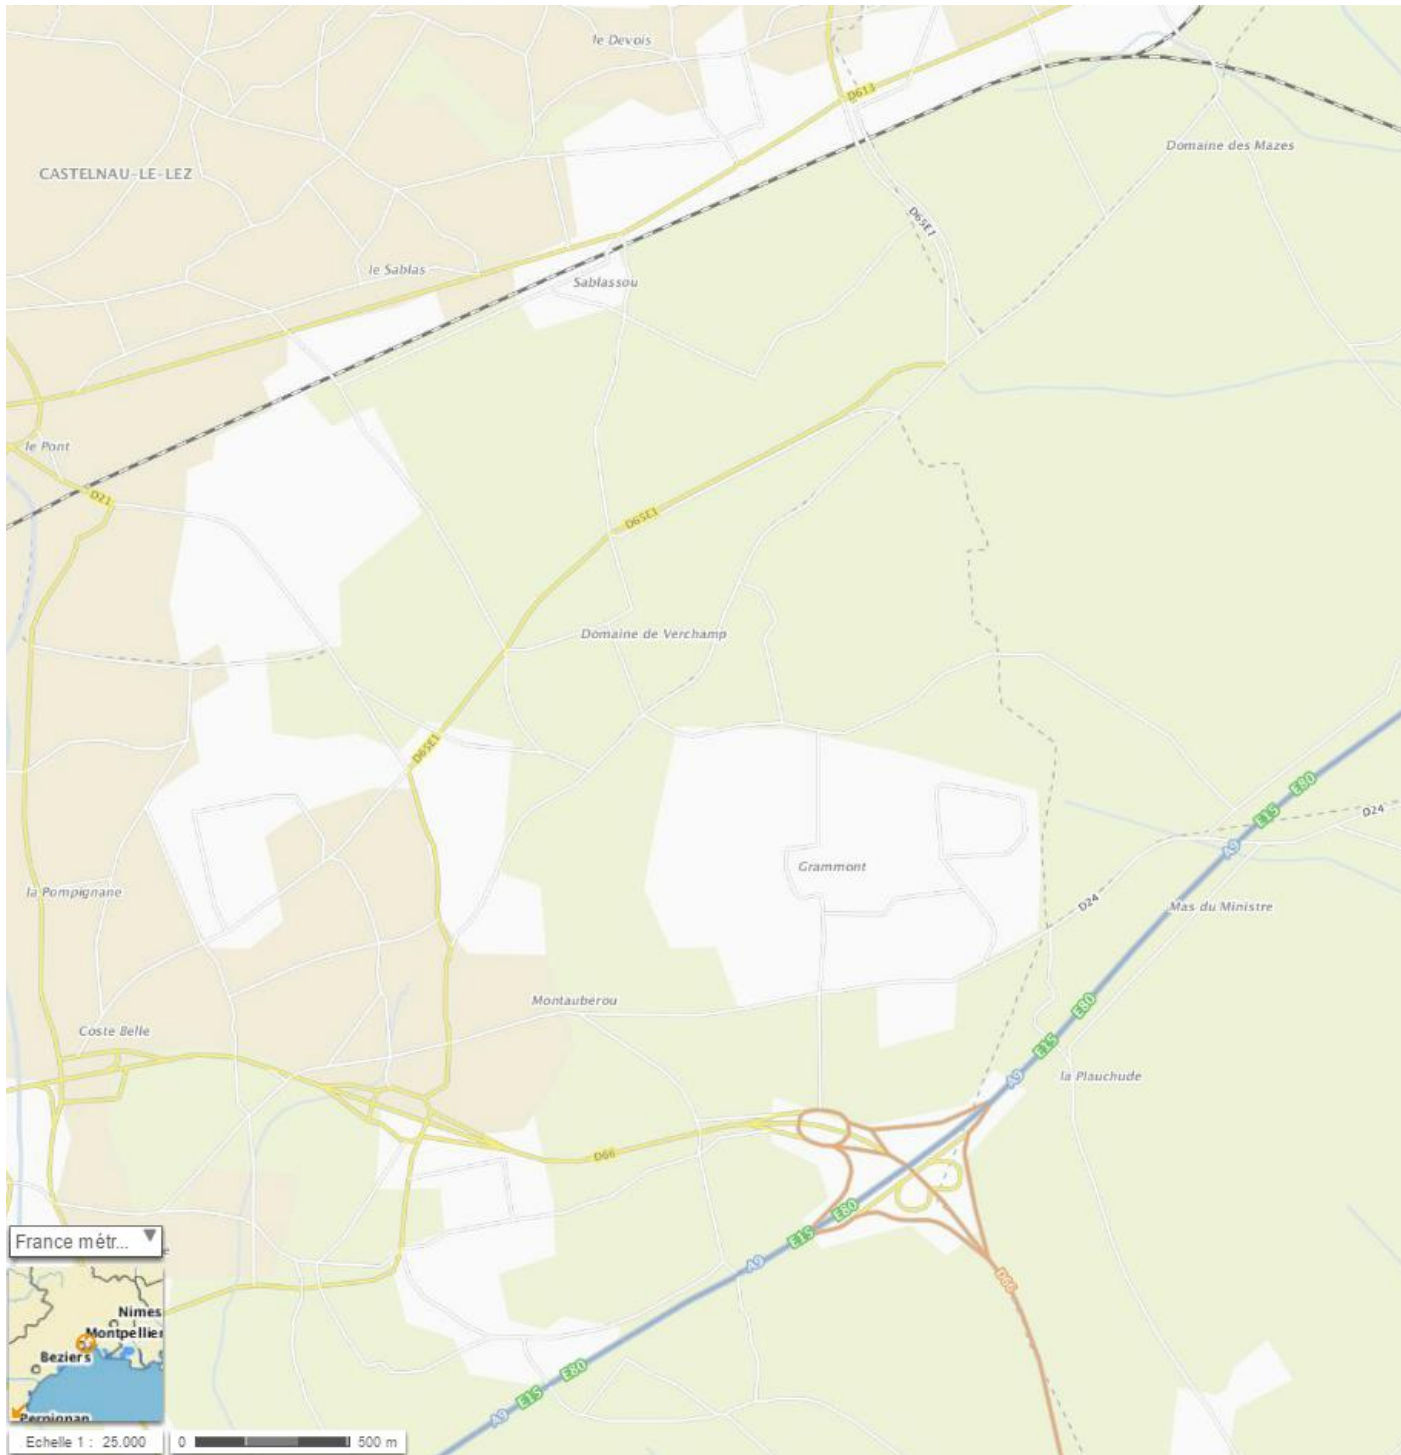 le Devois
D613
Domaine des Mazes
CASTELNAU-LE-LEZ
D65E1
le Sablas
Sablassou
le Pont
D21
D65E1
Domaine de Verchamp
D65E1
E80
E15
D24
A9
Grammont
la Pompignane
D24
Mas du Ministre
Montaubérou
E80
Coste Belle
E15
A9
la Plauchude
D66
E80
E15
France métr...
A9
D66
Nimes
Montpellier
Beziers
E80
E15
A9
Perpignan
Echelle 1 : 25.000
0 500 m